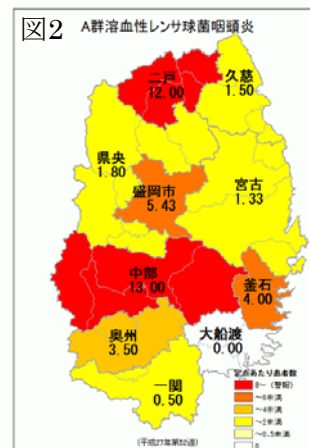 図2
A群溶血性レンサ球菌咽頭炎
二戸
12.00
久慈
1.50
県央
1.80
盛岡市
5.43
宮古
1.33
中部
13.00
釜石
4.00
奥州
3.50
大船渡
0.00
一関
0.50
定点あたり患者数
8~ (警報)
~8未満
~4未満
~2未満
~0.5未満
0
(平成27年第52週)